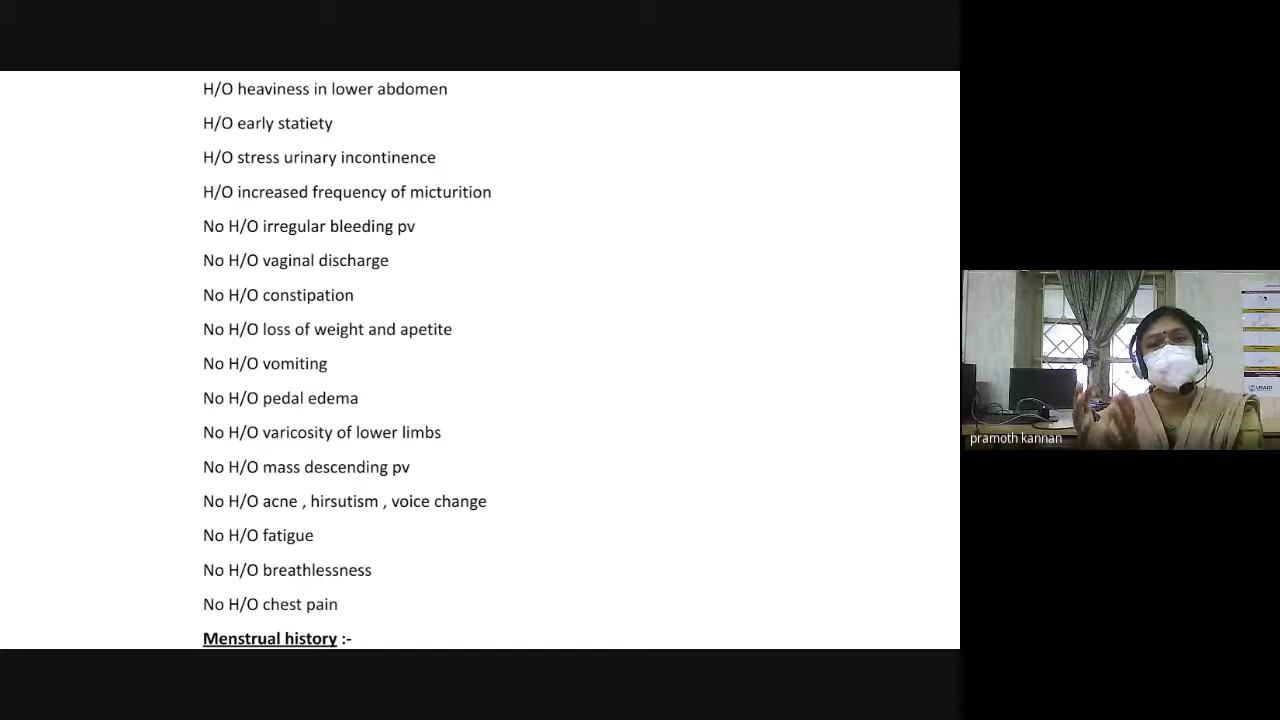 H/O heaviness in lower abdomen
H/O early statiety
H/O stress urinary incontinence
H/O increased frequency of micturition
No H/O irregular bleeding pv
No H/O vaginal discharge
No H/O constipation
No H/O loss of weight and apetite
No H/O vomiting
No H/O pedal edema
No H/O varicosity of lower limbs
No H/O mass descending pv
No H/O acne , hirsutism , voice change
No H/O fatigue
No H/O breathlessness
No H/O chest pain
Menstrual history :-
pramoth kannan
USAID